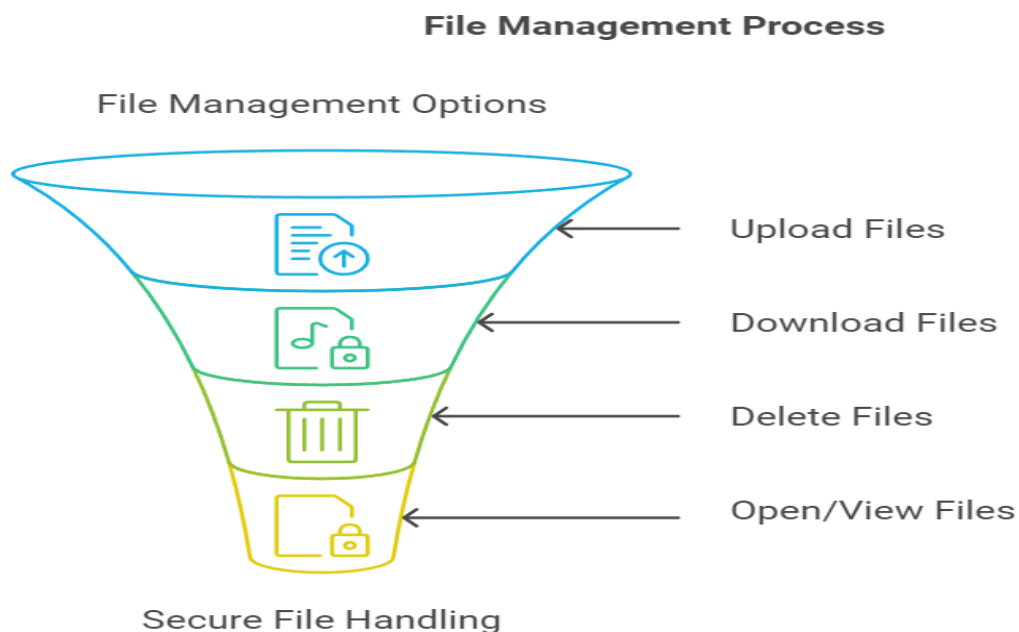 File Management Process
File Management Options
Upload Files
Download Files
Delete Files
Open/View Files
Secure File Handling